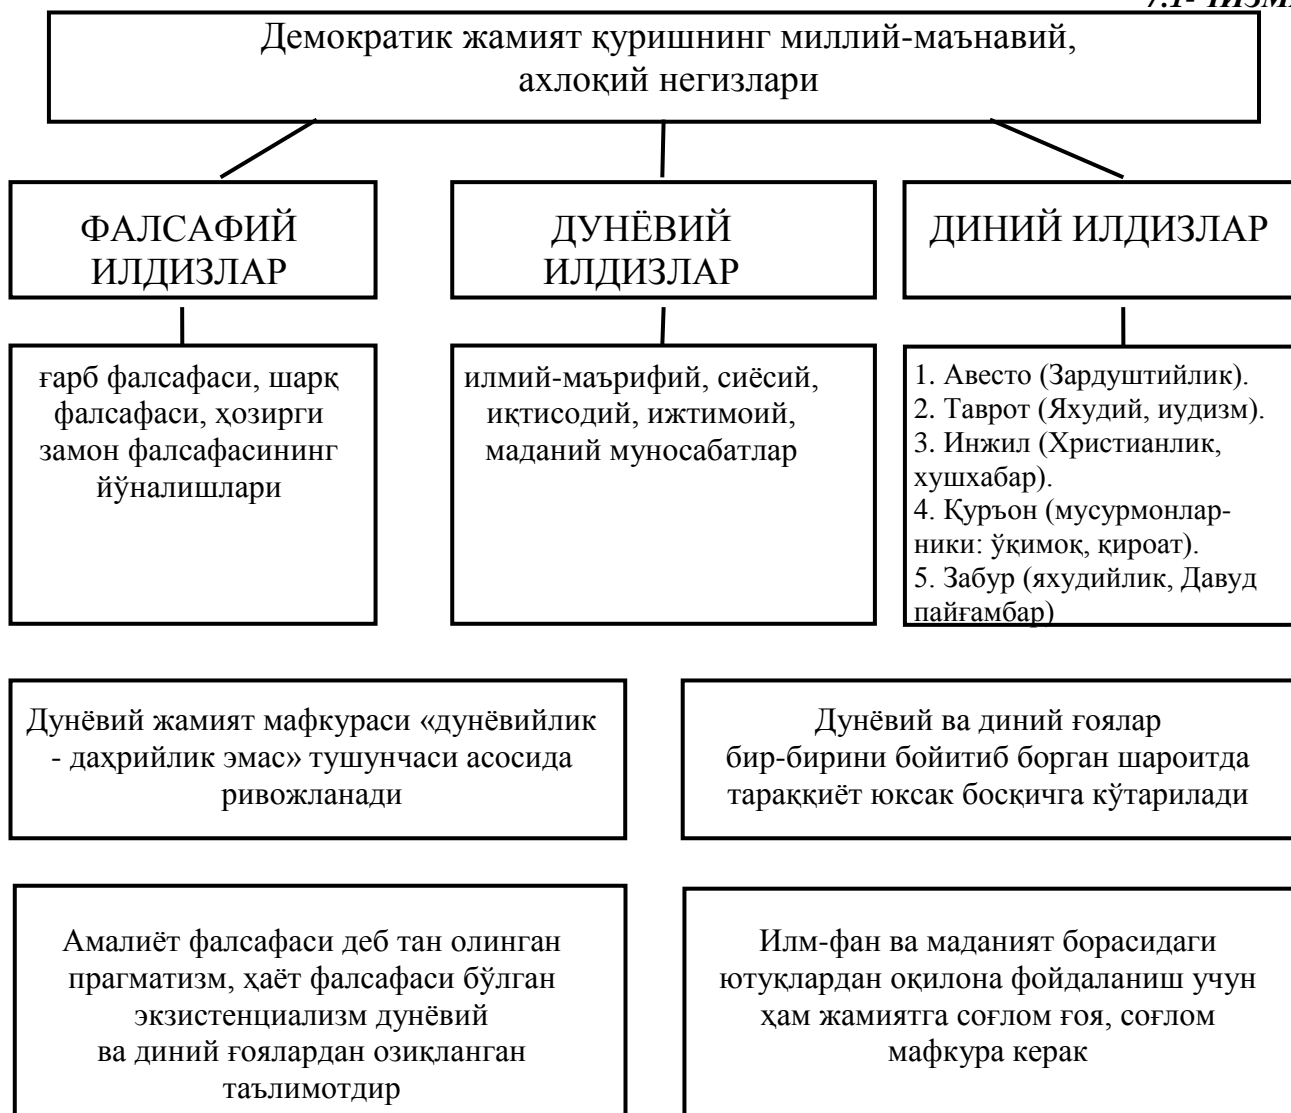 Демократик жамият қуришнинг миллий-маънавий,
ахлоқий негизлари
ФАЛСАФИЙ
ИЛДИЗЛАР
ДУНЁВИЙ
ИЛДИЗЛАР
ДИНИЙ ИЛДИЗЛАР
ғарб фалсафаси, шарқ
фалсафаси, ҳозирги
замон фалсафасининг
йўналишлари
илмий-маърифий, сиёсий,
иқтисодий, ижтимоий,
маданий муносабатлар
1. Авесто (Зардуштийлик).
2. Таврот (Яхудий, иудизм).
3. Инжил (Христианлик,
хушхабар).
4. Қуръон (мусурмонлар-
ники: ўқимоқ, қироат).
5. Забур (яхудийлик, Давуд
пайғамбар)
Дунёвий жамият мафкураси «дунёвийлик
- даҳрийлик эмас» тушунчаси асосида
ривожланади
Дунёвий ва диний ғоялар
бир-бирини бойитиб борган шароитда
тараққиёт юксак босқичга кўтарилади
Амалиёт фалсафаси деб тан олинган
прагматизм, ҳаёт фалсафаси бўлган
экзистенциализм дунёвий
ва диний ғоялардан озиқланган
таълимотдир
Илм-фан ва маданият борасидаги
ютуқлардан оқилона фойдаланиш учун
ҳам жамиятга соғлом ғоя, соғлом
мафкура керак